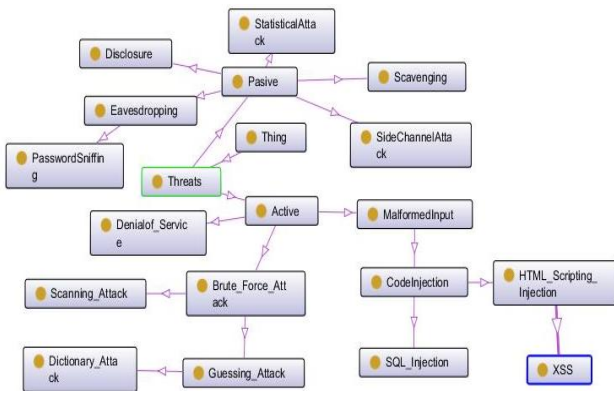 StatisticalAtta
ck
Disclosure
Pasive
Scavenging
Eavesdropping
Thing
SideChannelAtta
ck
PasswordSniffin
g
Threats
Active
MalformedInput
Denialof_Servic
e
Scanning_Attack
Brute_Force_Att
ack
CodeInjection
HTML_Scripting_
Injection
Dictionary_Atta
ck
Guessing_Attack
SQL_Injection
XSS